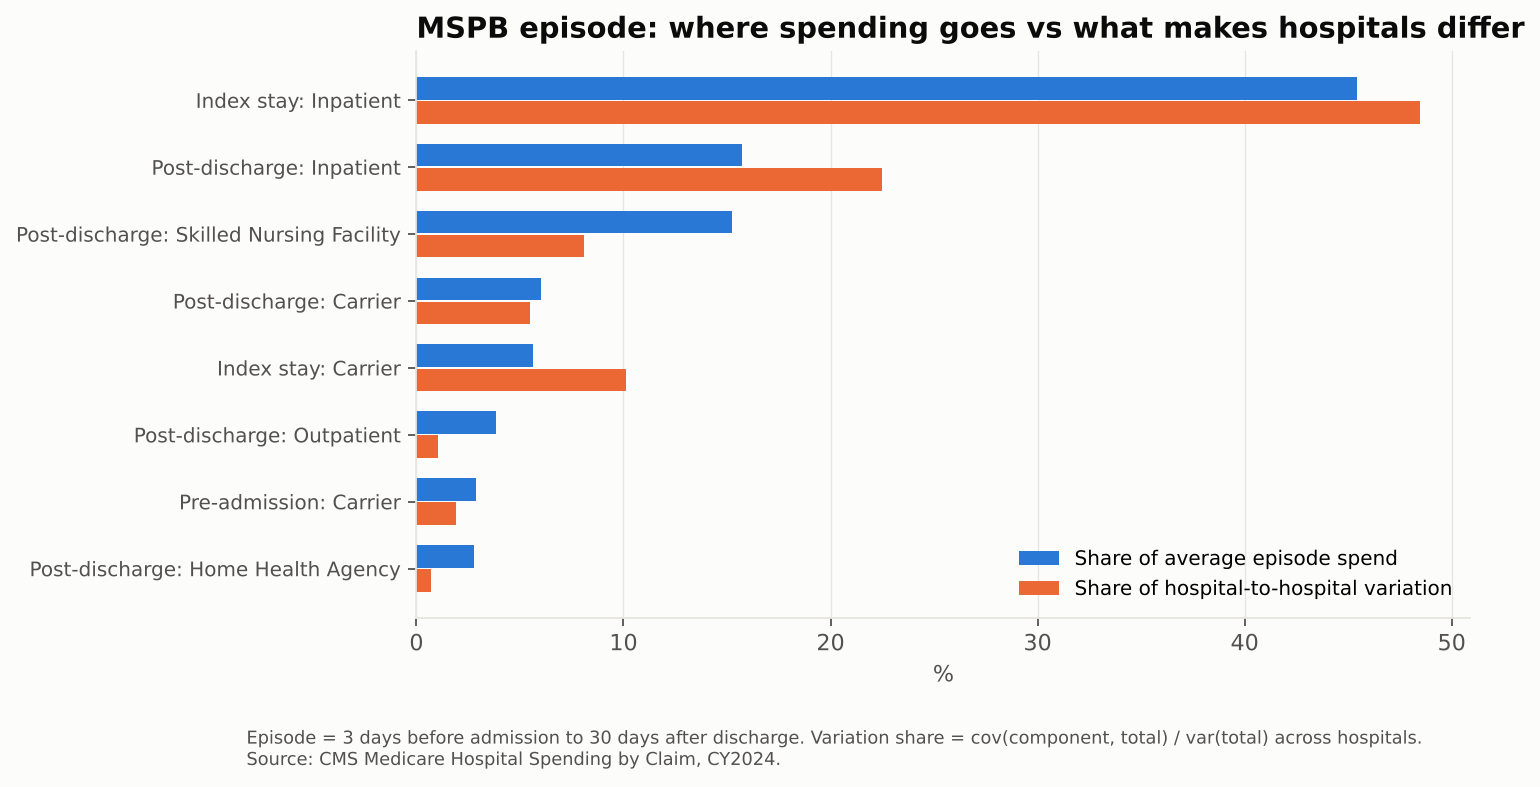 MSPB episode: where spending goes vs what makes hospitals differ
Index stay: Inpatient
Post-discharge: Inpatient
Post-discharge: Skilled Nursing Facility
Post-discharge: Carrier
Index stay: Carrier
Post-discharge: Outpatient
Pre-admission: Carrier
Post-discharge: Home Health Agency
Share of average episode spend
Share of hospital-to-hospital variation
0 10 20 30 40 50
%
Episode = 3 days before admission to 30 days after discharge. Variation share = cov(component, total) / var(total) across hospitals.
Source: CMS Medicare Hospital Spending by Claim, CY2024.